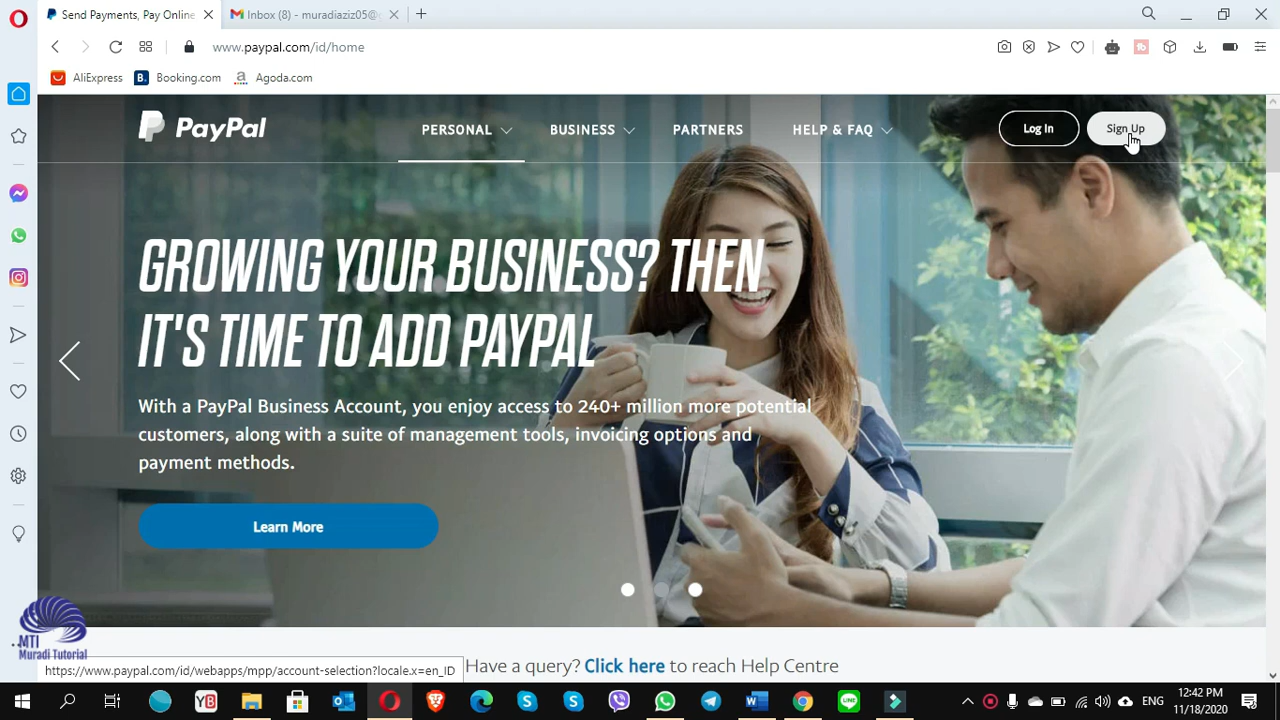 Send Payments, Pay Online
Inbox (8) - muradiaziz05@g
www.paypal.com/id/home
AliExpress
Booking.com
Agoda.com
PayPal
PERSONAL
BUSINESS
PARTNERS
HELP & FAQ
Log In
Sign Up
GROWING YOUR BUSINESS? THEN
IT'S TIME TO ADD PAYPAL
With a PayPal Business Account, you enjoy access to 240+ million more potential
customers, along with a suite of management tools, invoicing options and
payment methods.
Learn More
MTI
Muradi Tutorial
https://www.paypal.com/id/webapps/mpp/account-selection?locale.x=en_ID
Have a query? Click here to reach Help Centre
ENG
12:42 PM
11/18/2020